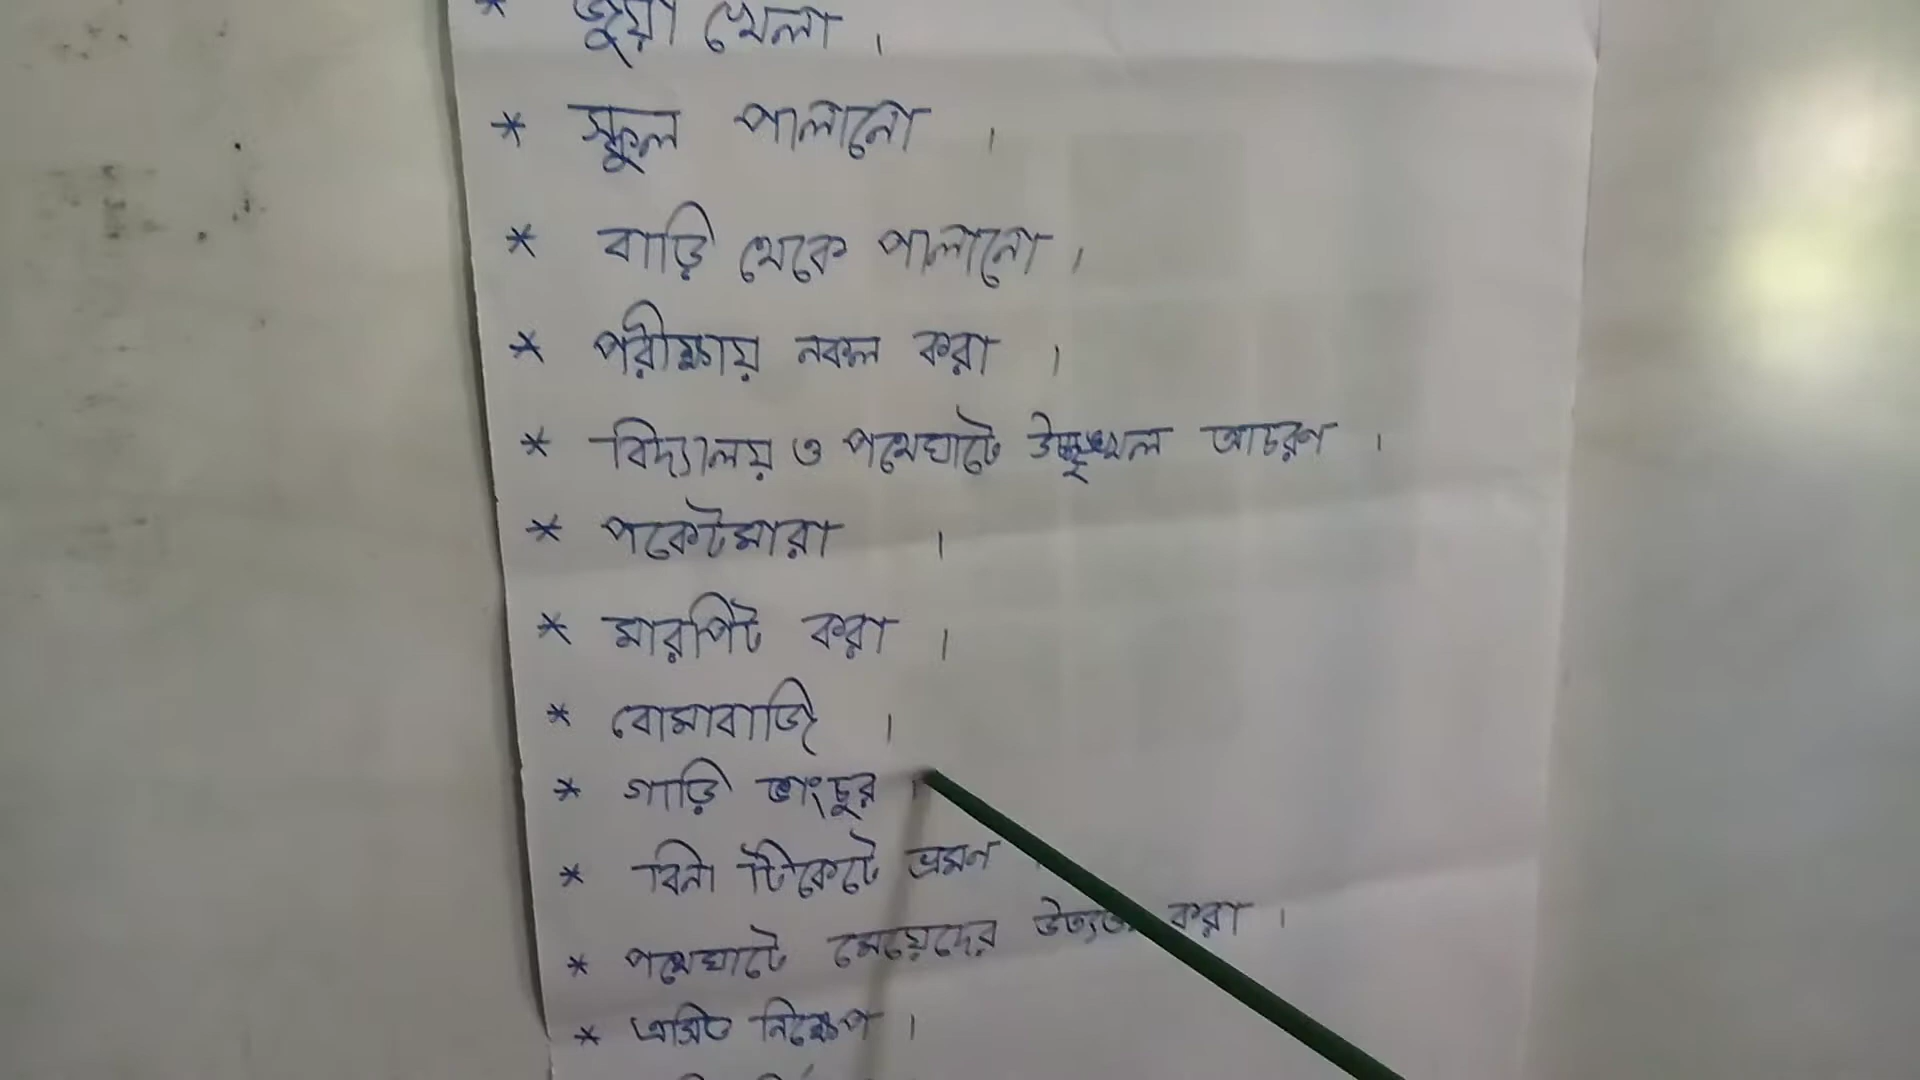 * জুয়া খেলা ।
* স্কুল পালানো ।
* বাড়ি থেকে পালানো ।
* পরীক্ষায় নকল করা ।
* বিদ্যালয় ও পথেঘাটে উচ্ছৃঙ্খল আচরণ ।
* পকেটমারা ।
* মারপিট করা ।
* বোমাবাজি ।
* গাড়ি ভাংচুর ।
* বিনা টিকেটে ভ্রমণ
* পথেঘাটে মেয়েদের উত্যক্ত করা ।
* এসিড নিক্ষেপ ।